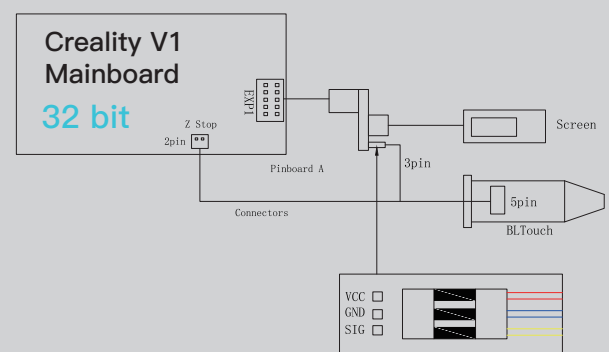 Creality V1
Mainboard
32 bit
EXP1
Z Stop
2pin
Screen
3pin
Pinboard A
5pin
Connectors
BLTouch
VCC
GND
SIG